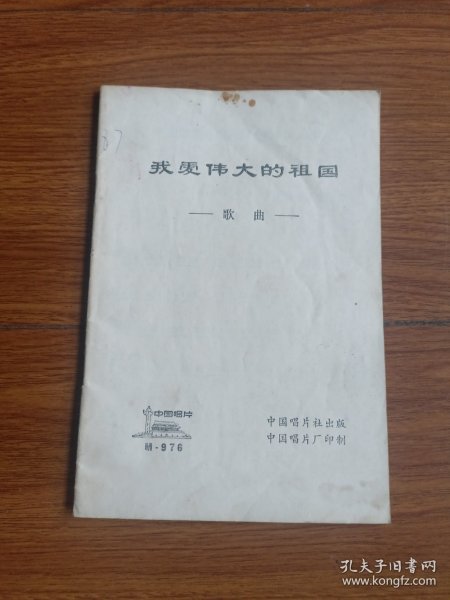 我爱伟大的祖国
— 歌 曲 —
中国唱片
M-976
中国唱片社出版
中国唱片厂印制
孔夫子旧书网
www.kongfz.com